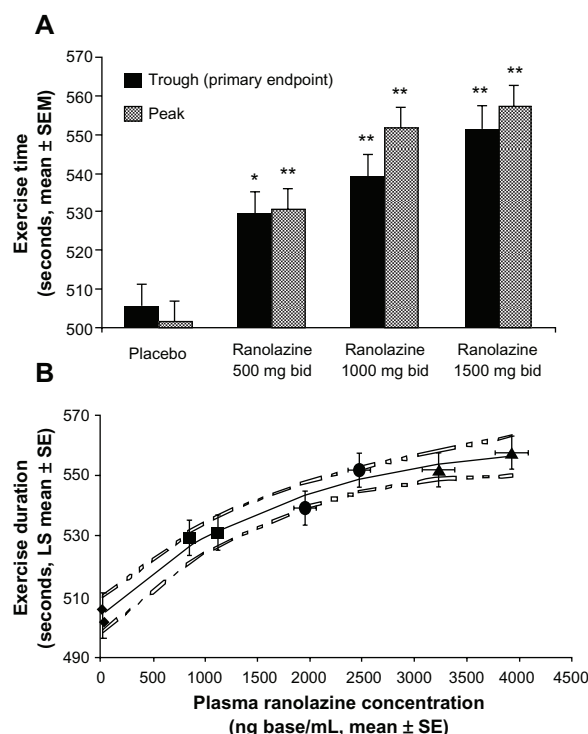 A
Exercise time
(seconds, mean ± SEM)
570
560
550
540
530
520
510
500
Trough (primary endpoint)
Peak
*
**
**
**
**
**
Placebo
Ranolazine
500 mg bid
Ranolazine
1000 mg bid
Ranolazine
1500 mg bid
B
Exercise duration
(seconds, LS mean ± SE)
570
550
530
510
490
0 500 1000 1500 2000 2500 3000 3500 4000 4500
Plasma ranolazine concentration
(ng base/mL, mean ± SE)